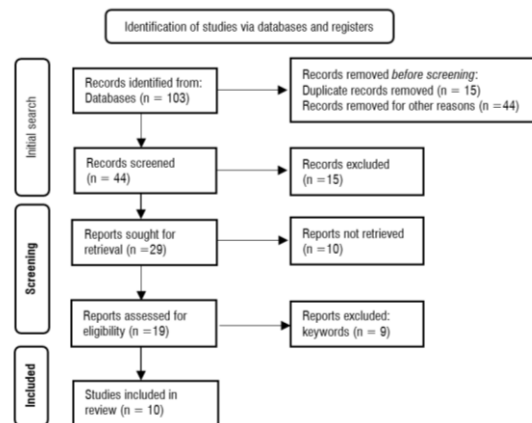 Identification of studies via databases and registers
Initial search
Records identified from:
Databases (n = 103)
Records removed before screening:
Duplicate records removed (n = 15)
Records removed for other reasons (n =44)
Records screened
(n = 44)
Records excluded
(n =15)
Screening
Reports sought for
retrieval (n =29)
Reports not retrieved
(n =10)
Reports assessed for
eligibility (n =19)
Reports excluded:
keywords (n = 9)
Included
Studies included in
review (n = 10)